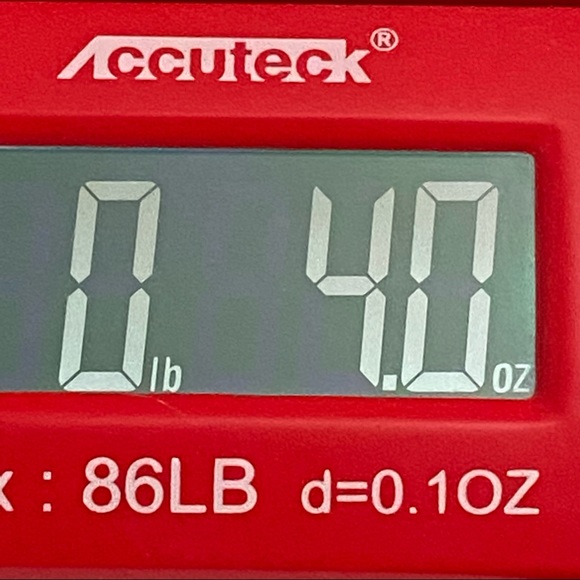 Accuteck®
0 lb 4.0 oz
x : 86LB d=0.1OZ